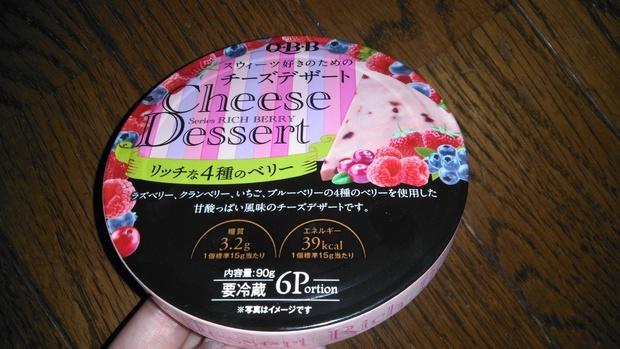 Q・B・B
スウィーツ好きのための
チーズデザート
Cheese
Series RICH BERRY
Dessert
リッチな4種のベリー
ラズベリー、クランベリー、いちご、ブルーベリーの4種のベリーを使用した
甘酸っぱい風味のチーズデザートです。
糖質 エネルギー
3.2g 39kcal
1個標準15g当たり 1個標準15g当たり
内容量:90g
要冷蔵 6Portion
※写真はイメージです
Dessert Rich